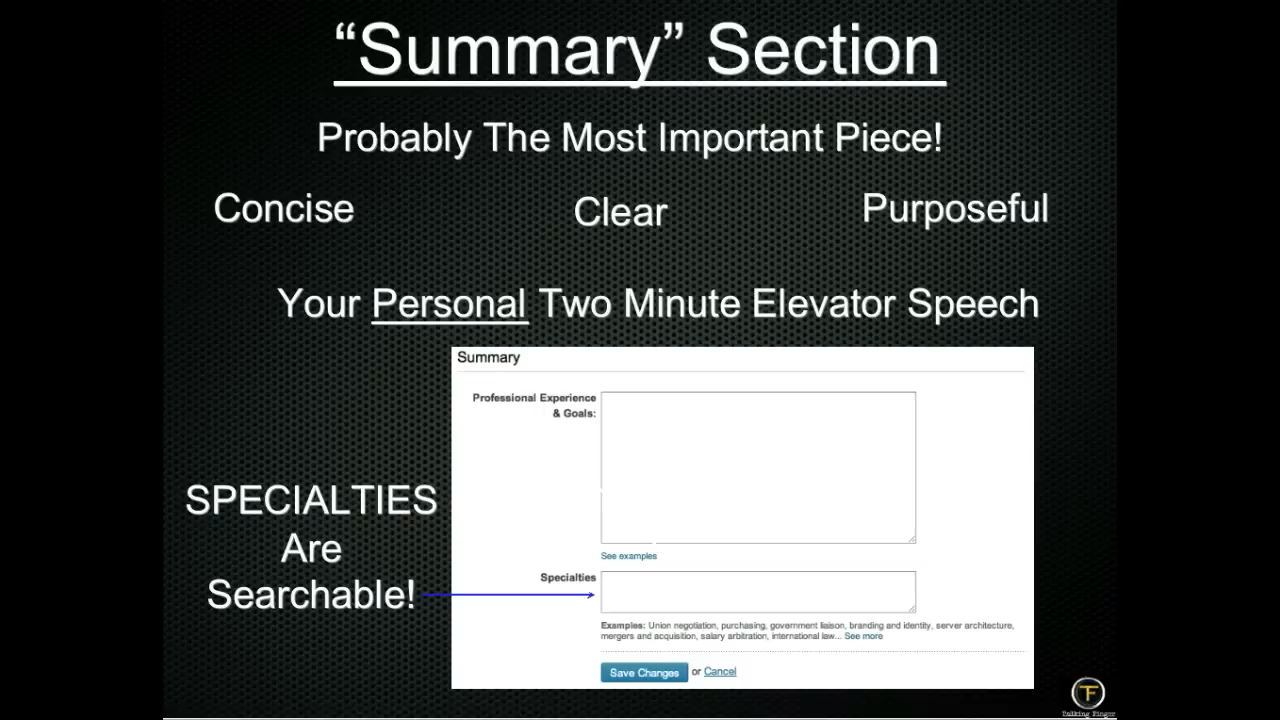 “Summary” Section
Probably The Most Important Piece!
Concise Clear Purposeful
Your Personal Two Minute Elevator Speech
Summary
Professional Experience
& Goals:
See examples
SPECIALTIES
Are
Searchable!
Specialties
Examples: Union negotiation, purchasing, government liaison, branding and identity, server architecture,
mergers and acquisition, salary arbitration, international law... See more
Save Changes or Cancel
TF
Talking Finger